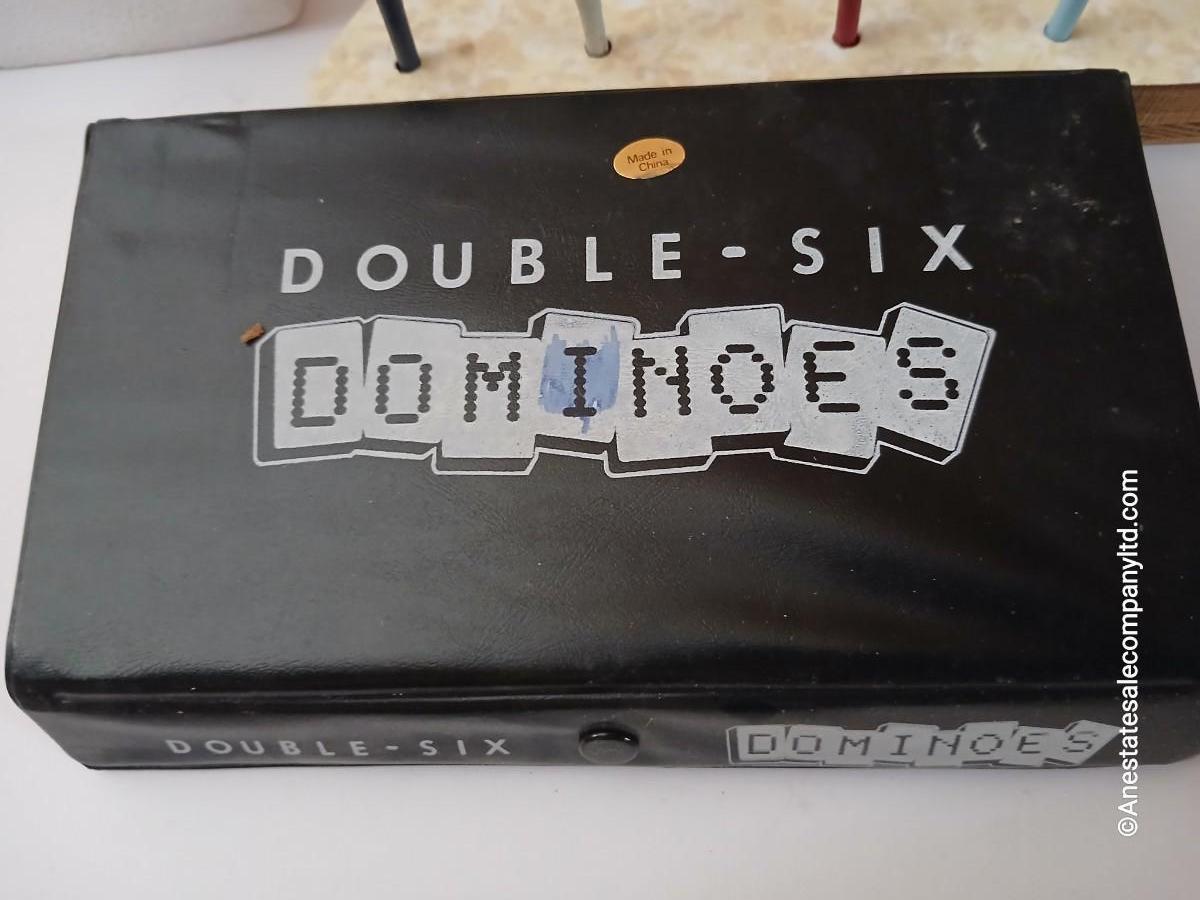 Made in
China
DOUBLE-SIX
DOMINOES
DOUBLE-SIX
DOMINOES
©Anestatesalecompanyltd.com